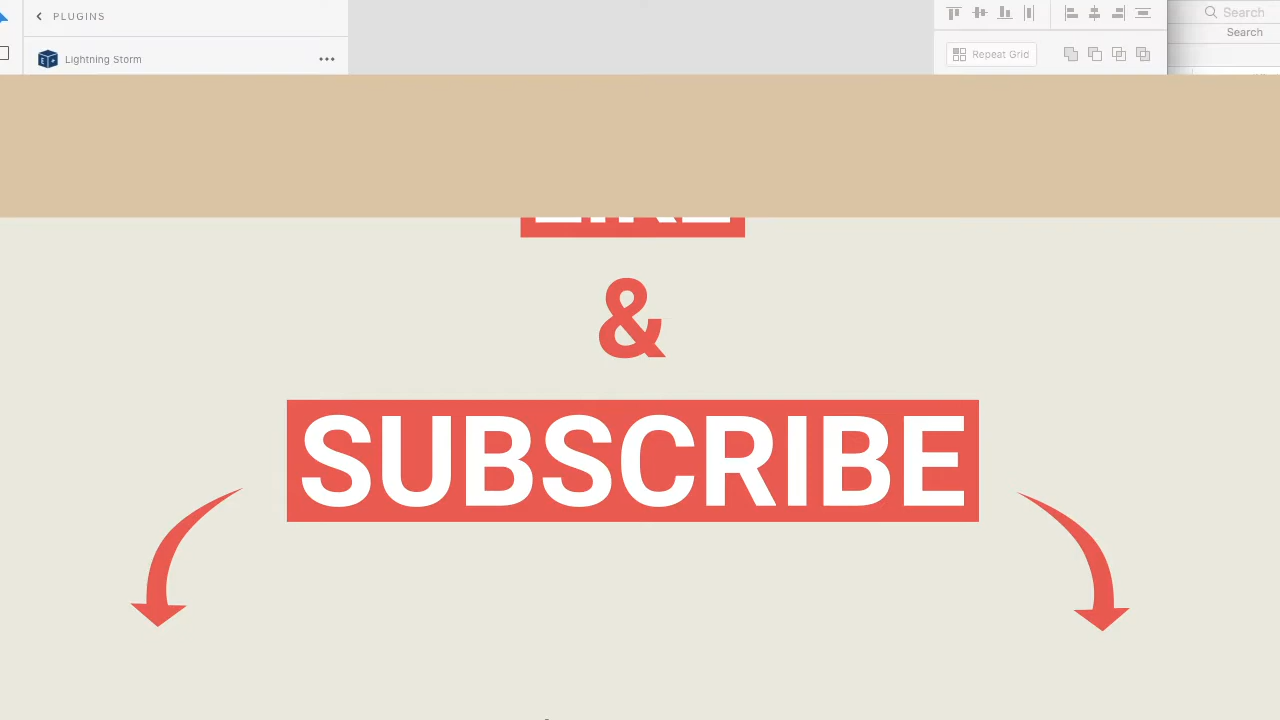 PLUGINS
Search
Search
Lightning Storm
Repeat Grid
&
SUBSCRIBE